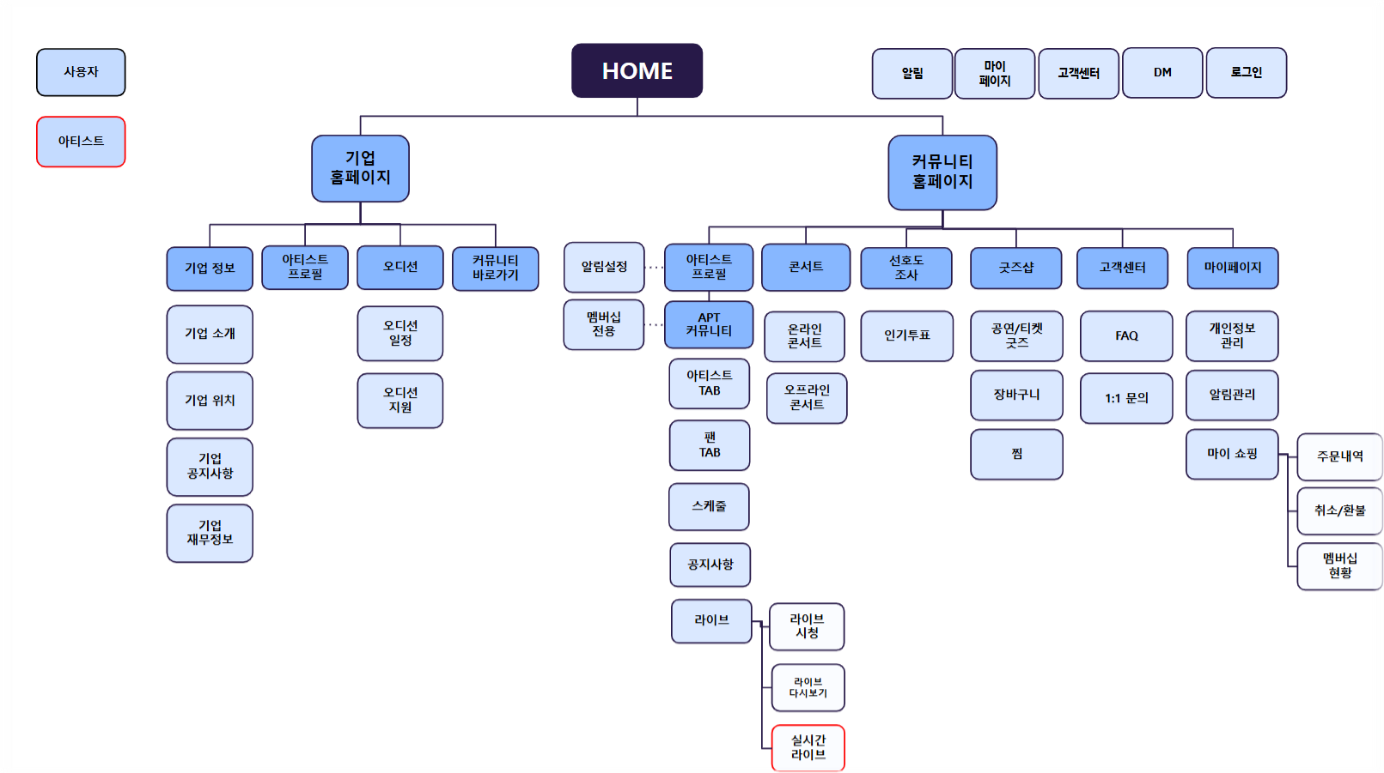 사용자
아티스트
HOME
알림
마이
페이지
고객센터
DM
로그인
기업
홈페이지
커뮤니티
홈페이지
기업 정보
아티스트
프로필
오디션
커뮤니티
바로가기
알림설정
아티스트
프로필
콘서트
선호도
조사
굿즈샵
고객센터
마이페이지
기업 소개
기업 위치
기업
공지사항
기업
재무정보
오디션
일정
오디션
지원
멤버십
전용
APT
커뮤니티
아티스트
TAB
팬
TAB
스케줄
공지사항
라이브
라이브
시청
라이브
다시보기
실시간
라이브
온라인
콘서트
오프라인
콘서트
인기투표
공연/티켓
굿즈
장바구니
찜
FAQ
1:1 문의
개인정보
관리
알림관리
마이 쇼핑
주문내역
취소/환불
멤버십
현황